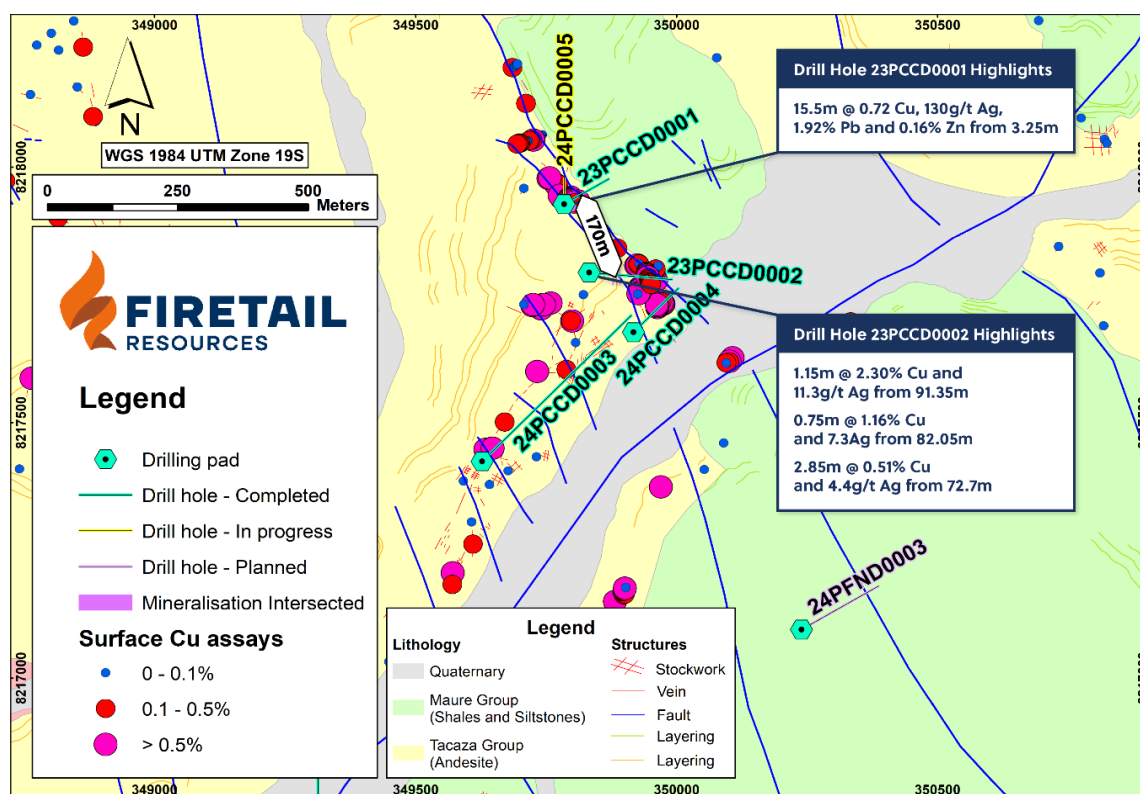 349000
349500
350000
350500
8218000
8217500
8217000
N
WGS 1984 UTM Zone 19S
0
250
500
Meters
FIRETAIL
RESOURCES
Legend
Drilling pad
Drill hole - Completed
Drill hole - In progress
Drill hole - Planned
Mineralisation Intersected
Surface Cu assays
0 - 0.1%
0.1 - 0.5%
> 0.5%
24PCCD0005
23PCCD0001
170m
23PCCD0002
24PCCD0004
24PCCD0003
24PFND0003
Drill Hole 23PCCD0001 Highlights
15.5m @ 0.72 Cu, 130g/t Ag,
1.92% Pb and 0.16% Zn from 3.25m
Drill Hole 23PCCD0002 Highlights
1.15m @ 2.30% Cu and
11.3g/t Ag from 91.35m
0.75m @ 1.16% Cu
and 7.3Ag from 82.05m
2.85m @ 0.51% Cu
and 4.4g/t Ag from 72.7m
Legend
Lithology
Quaternary
Maure Group
(Shales and Siltstones)
Tacaza Group
(Andesite)
Structures
Stockwork
Vein
Fault
Layering
Layering
349000
349500
350000
350500